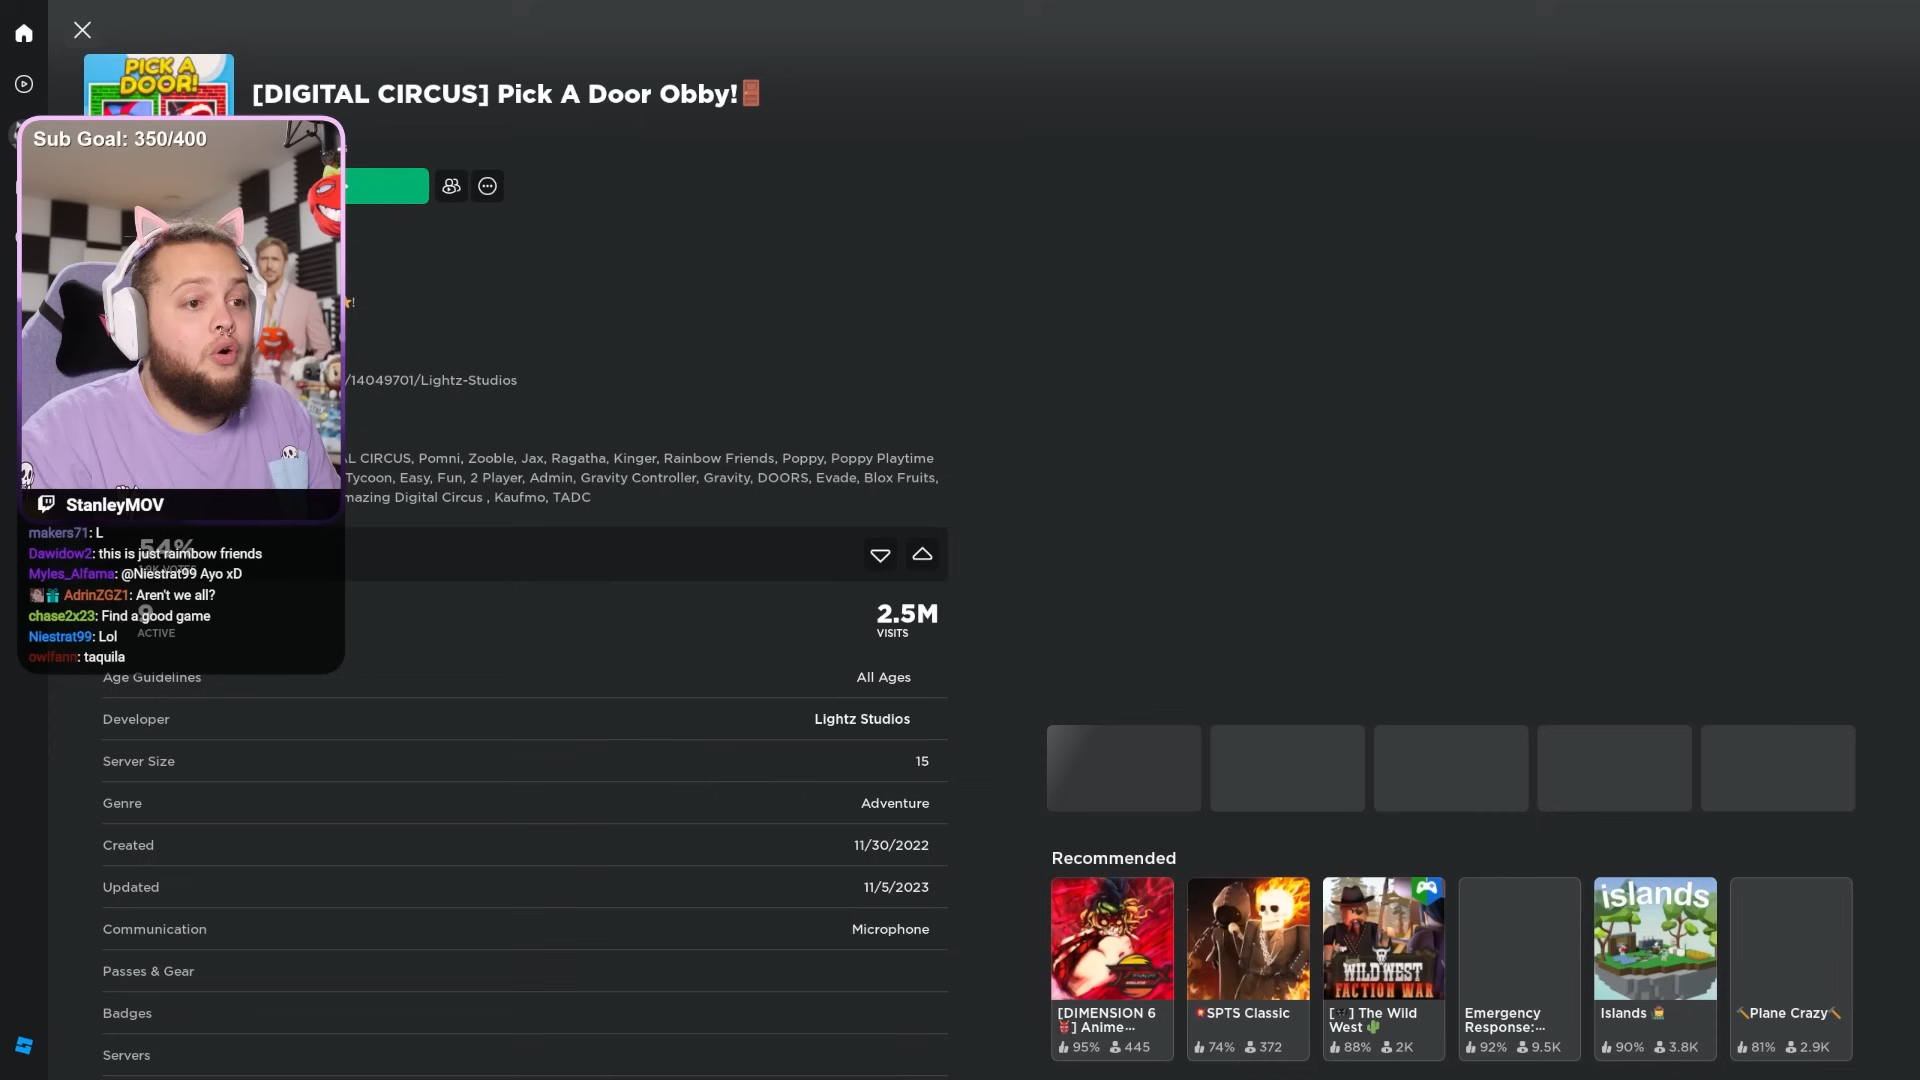 PICK A
DOOR!
[DIGITAL CIRCUS] Pick A Door Obby!🚪
Sub Goal: 350/400
!
/14049701/Lightz-Studios
L CIRCUS, Pomni, Zooble, Jax, Ragatha, Kinger, Rainbow Friends, Poppy, Poppy Playtime
Tycoon, Easy, Fun, 2 Player, Admin, Gravity Controller, Gravity, DOORS, Evade, Blox Fruits,
mazing Digital Circus , Kaufmo, TADC
StanleyMOV
makers71: L
54%
Dawidow2: this is just raimbow friends
Myles_Alfama: @Niestrat99 Ayo xD
AdrinZGZ1: Aren't we all?
chase2x23: Find a good game
9
ACTIVE
Niestrat99: Lol
owlfann: taquila
2.5M
VISITS
Age Guidelines All Ages
Developer Lightz Studios
Server Size 15
Genre Adventure
Created 11/30/2022
Updated 11/5/2023
Communication Microphone
Passes & Gear
Badges
Servers
Recommended
WILD WEST
FACTION WAR
islands
[DIMENSION 6
👹] Anime...
95% 445
💥SPTS Classic
74% 372
The Wild
West 🌵
88% 2K
Emergency
Response:...
92% 9.5K
Islands
90% 3.8K
🔨Plane Crazy🔨
81% 2.9K